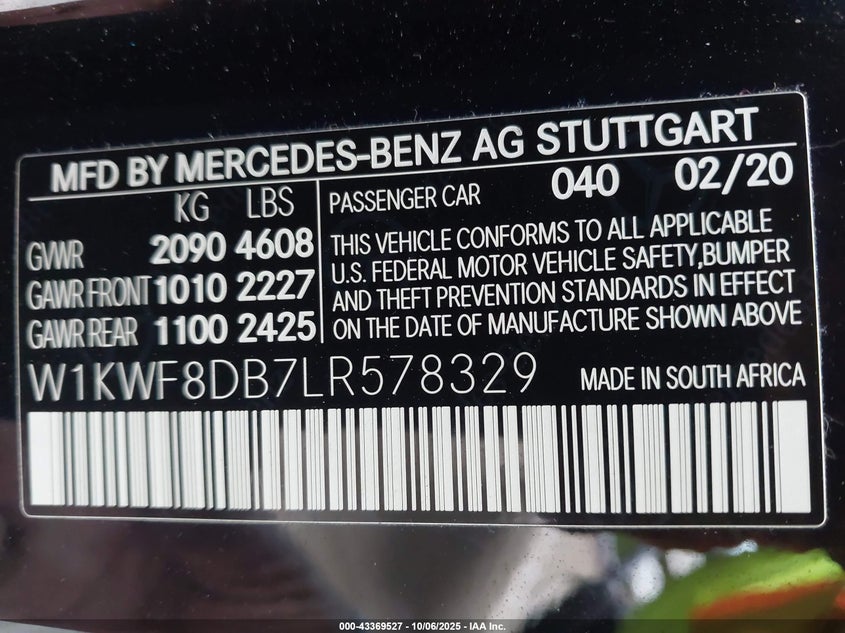 MFD BY MERCEDES-BENZ AG STUTTGART
KG LBS
GVWR 2090 4608
GAWR FRONT 1010 2227
GAWR REAR 1100 2425
PASSENGER CAR 040 02/20
THIS VEHICLE CONFORMS TO ALL APPLICABLE
U.S. FEDERAL MOTOR VEHICLE SAFETY,BUMPER
AND THEFT PREVENTION STANDARDS IN EFFECT
ON THE DATE OF MANUFACTURE SHOWN ABOVE
W1KWF8DB7LR578329 MADE IN SOUTH AFRICA
000-43369527 - 10/06/2025 - IAA Inc.